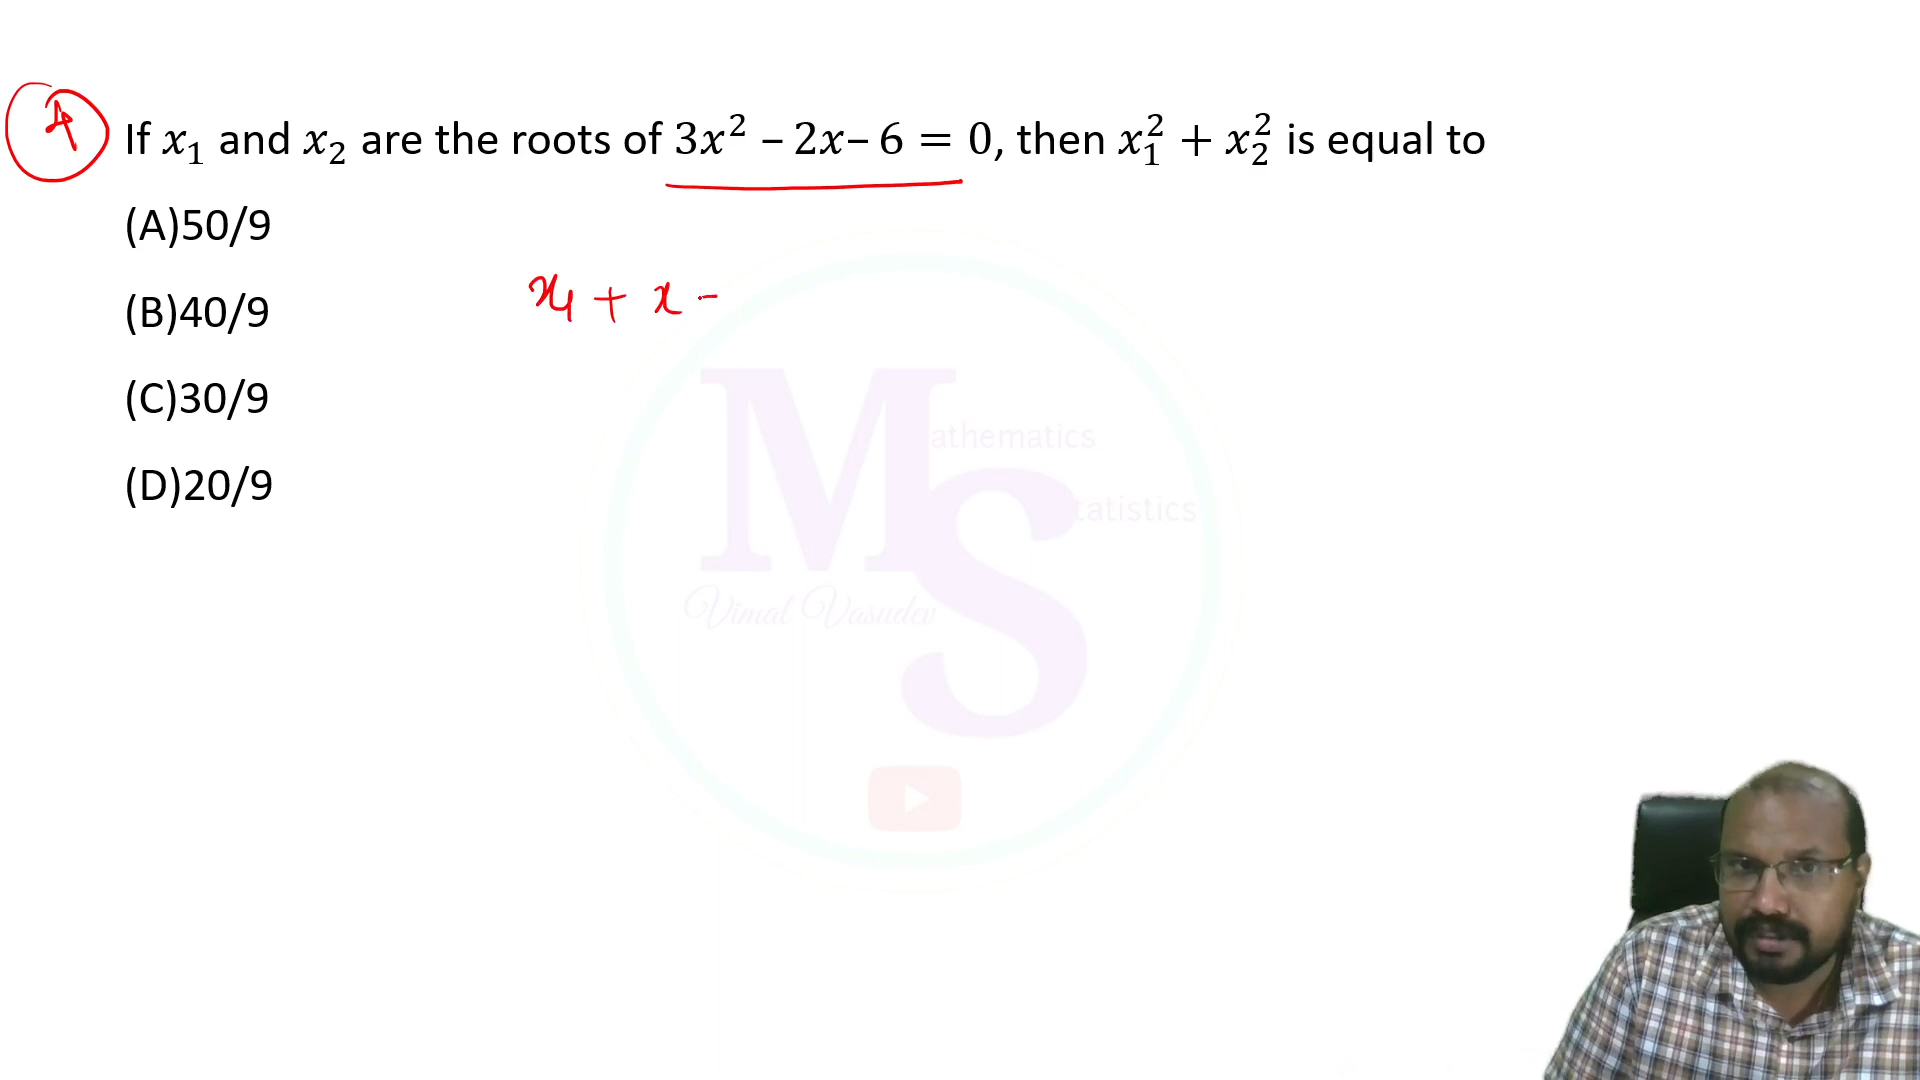 4 If x₁ and x₂ are the roots of 3x² – 2x – 6 = 0, then x₁² + x₂² is equal to
(A)50/9
(B)40/9
(C)30/9
(D)20/9
x₁ + x -
M athematics
S tatistics
Vimal Vasudev